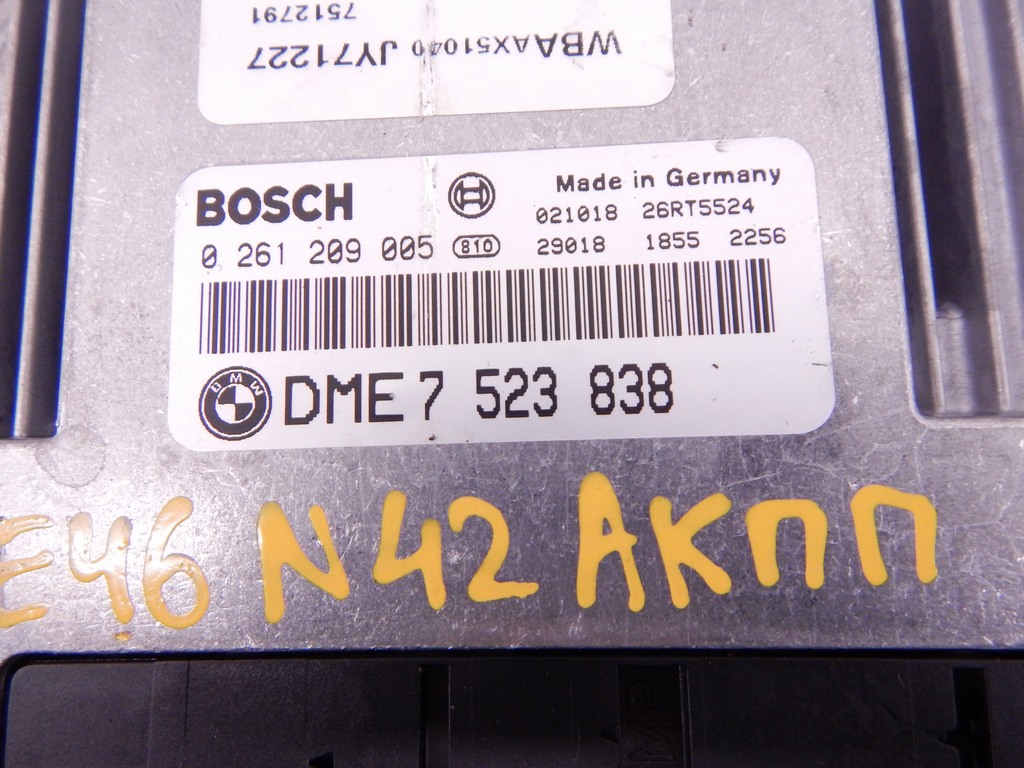 7512791
WBAAX51040 JY71227
BOSCH
Made in Germany
021018 26RT5524
0 261 209 005 810
29018 1855 2256
BMW
DME 7 523 838
E46 N42 АКПП